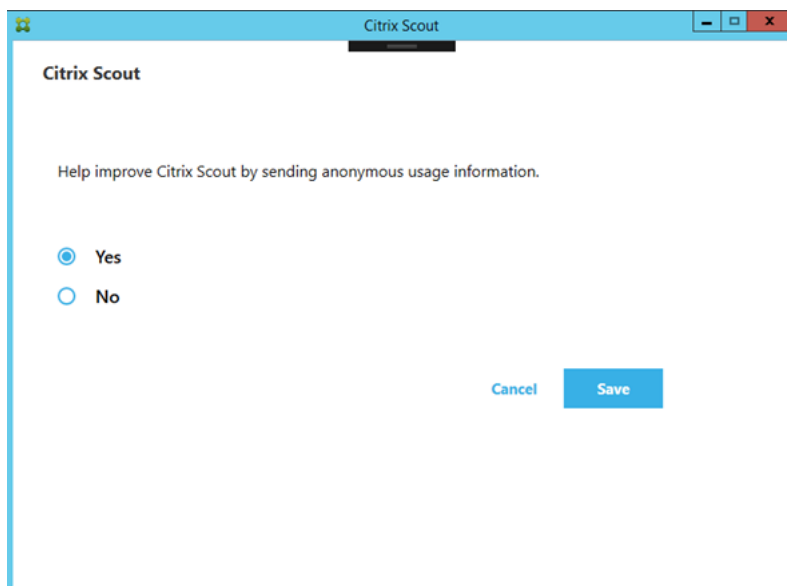 Citrix Scout
Citrix Scout
Help improve Citrix Scout by sending anonymous usage information.
Yes
No
Cancel Save